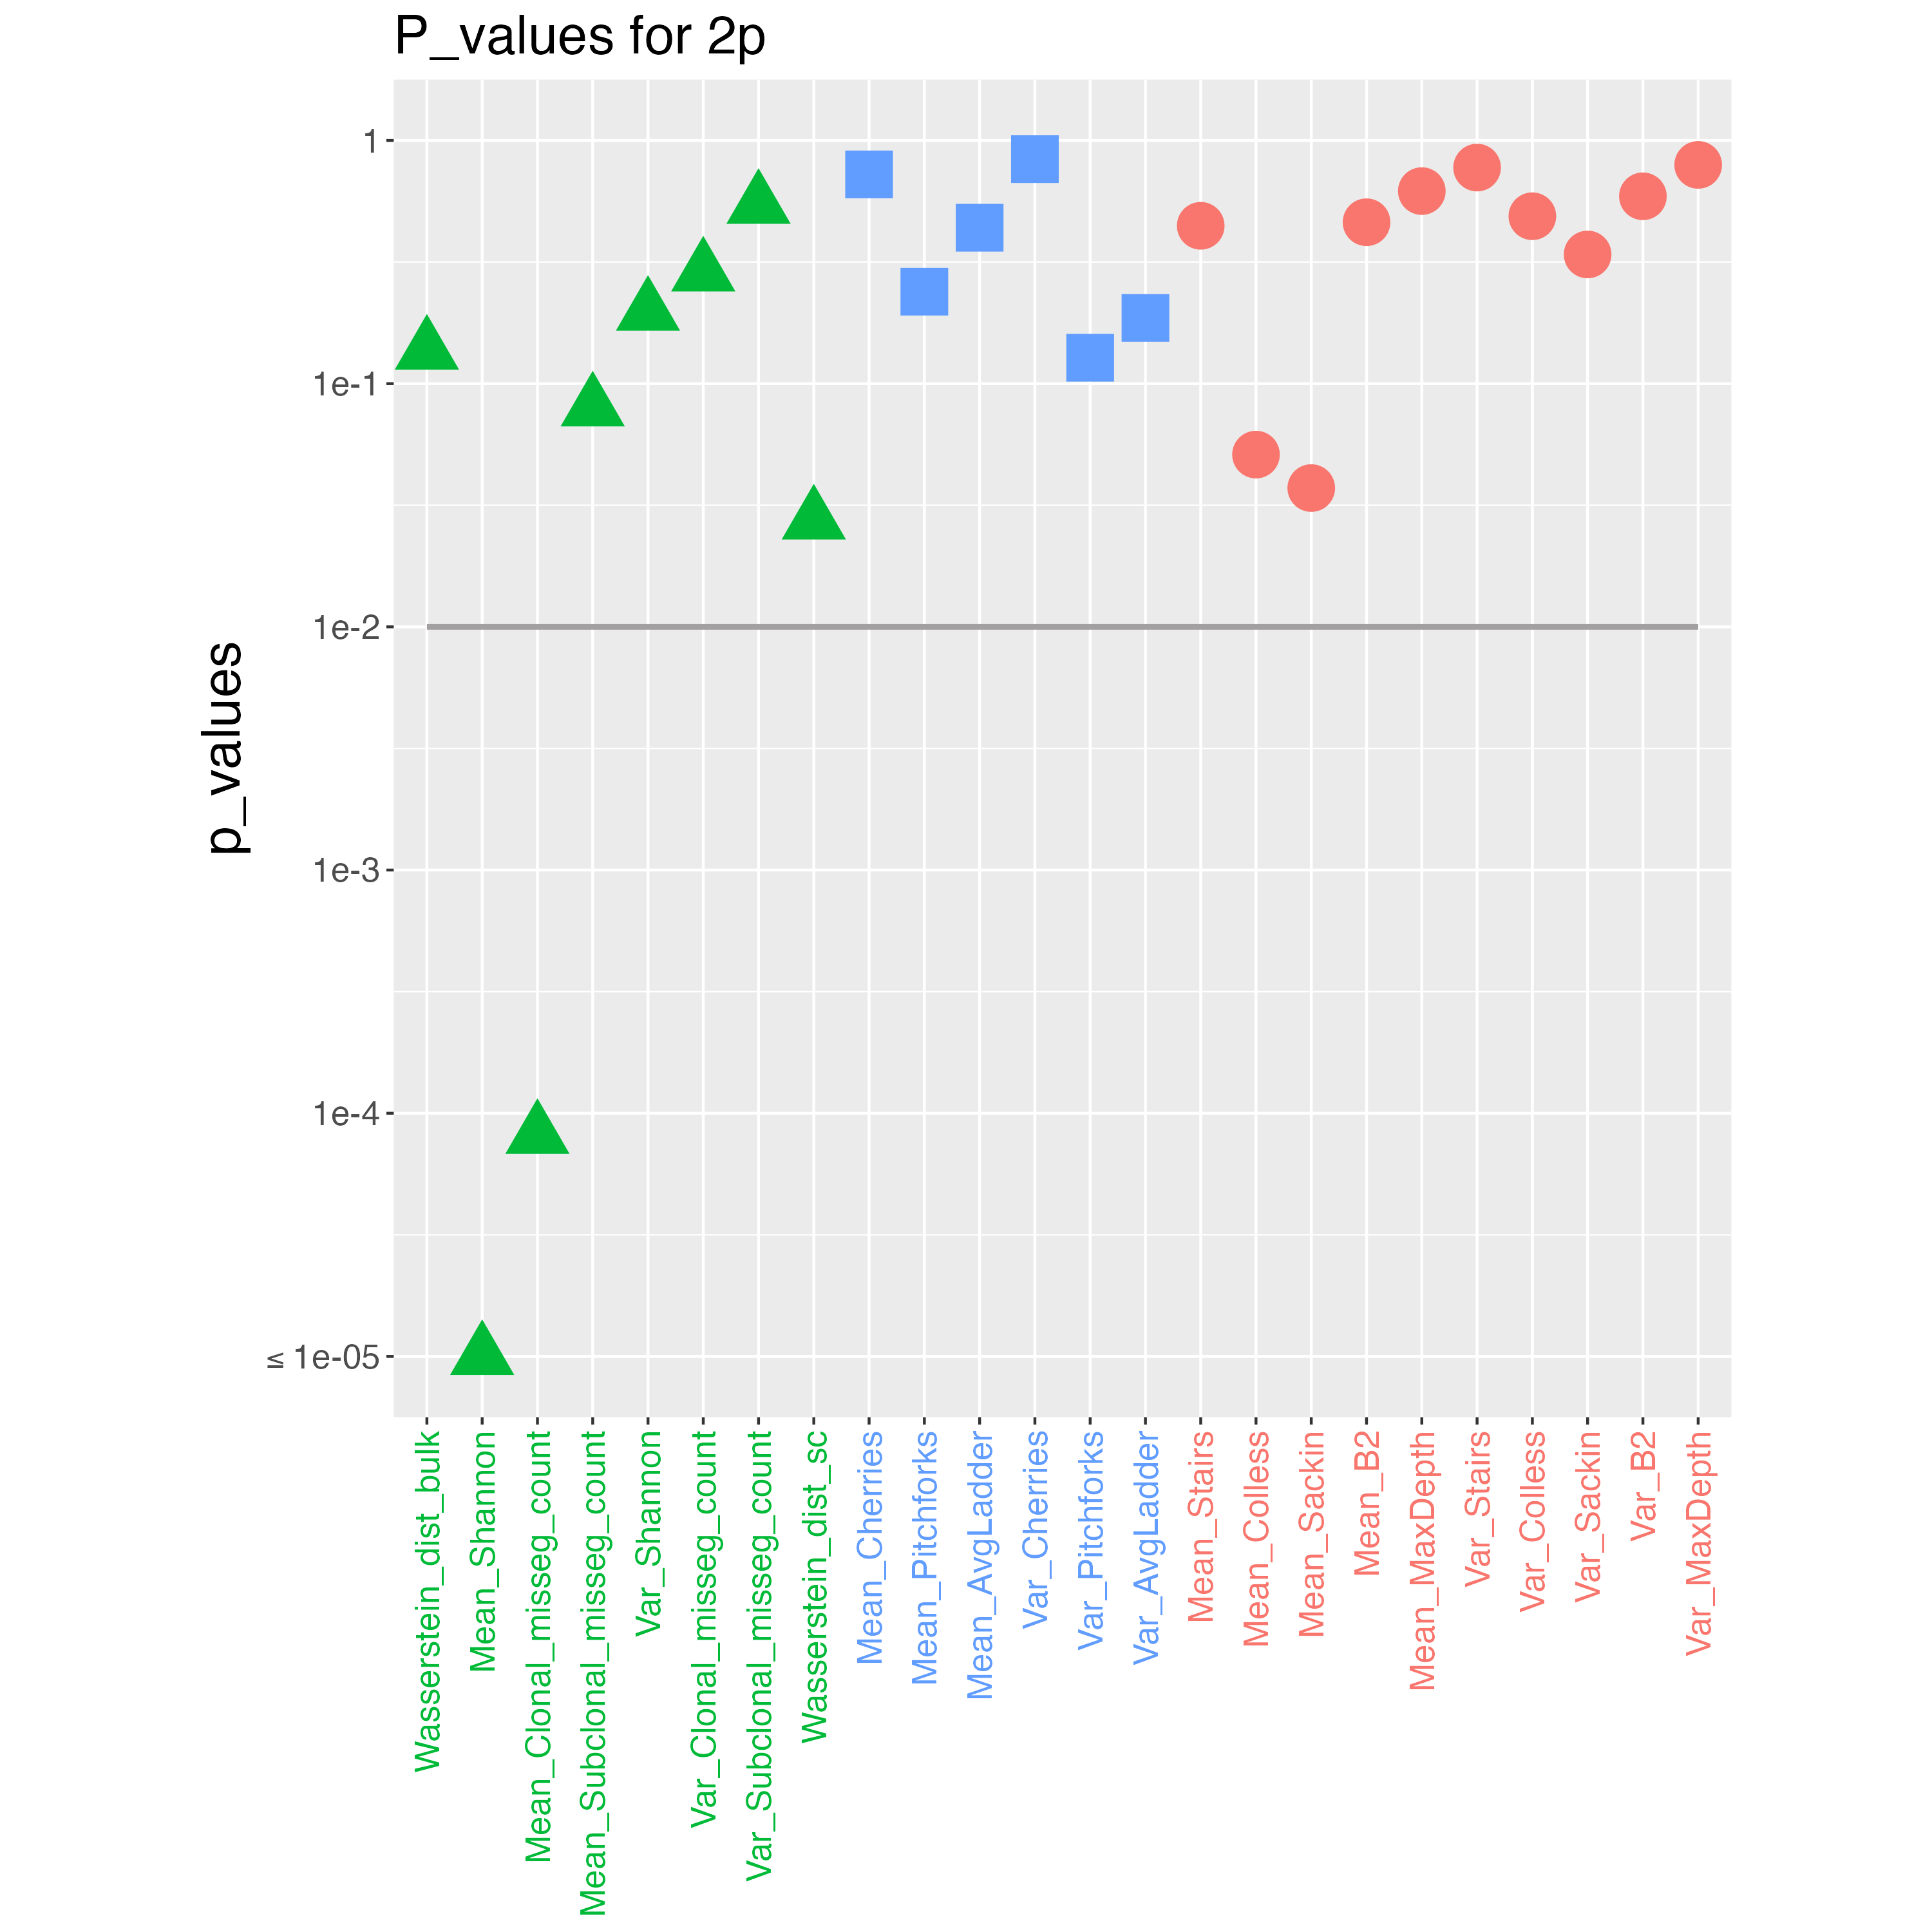 P_values for 2p
p_values
1
1e-1
1e-2
1e-3
1e-4
≤ 1e-05
Wasserstein_dist_bulk
Mean_Shannon
Mean_Clonal_misseg_count
Mean_Subclonal_misseg_count
Var_Shannon
Var_Clonal_misseg_count
Var_Subclonal_misseg_count
Wasserstein_dist_sc
Mean_Cherries
Mean_Pitchforks
Mean_AvgLadder
Var_Cherries
Var_Pitchforks
Var_AvgLadder
Mean_Stairs
Mean_Colless
Mean_Sackin
Mean_B2
Mean_MaxDepth
Var_Stairs
Var_Colless
Var_Sackin
Var_B2
Var_MaxDepth